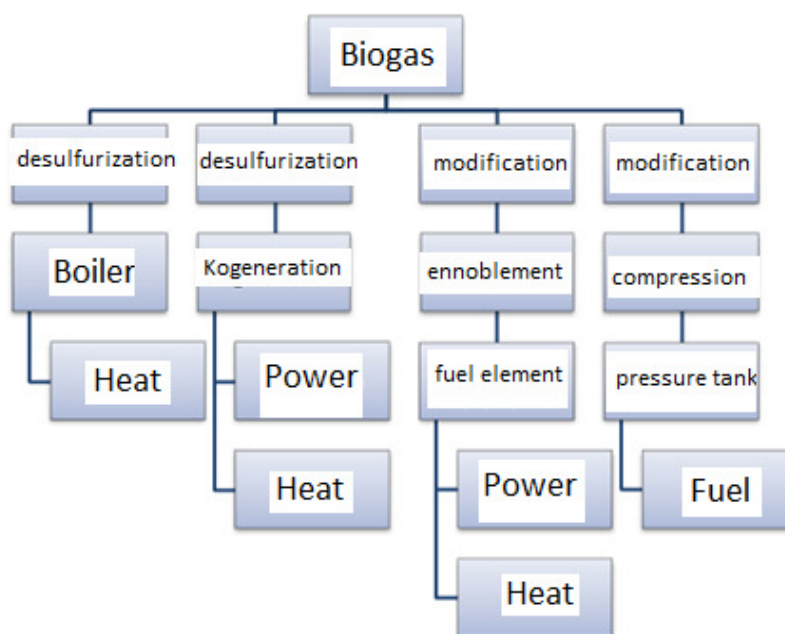 Biogas
desulfurization
desulfurization
modification
modification
Boiler
Kogeneration
ennoblement
compression
Heat
Power
fuel element
pressure tank
Heat
Power
Fuel
Heat